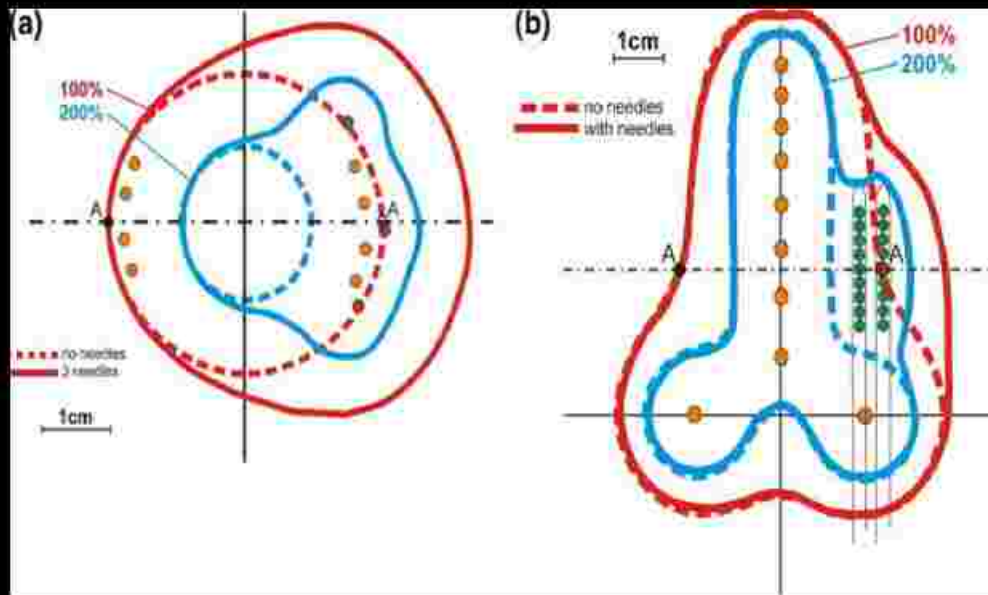 (a)
100%
200%
A
A
no needles
3 needles
1cm
(b)
1cm
100%
200%
no needles
with needles
A
A